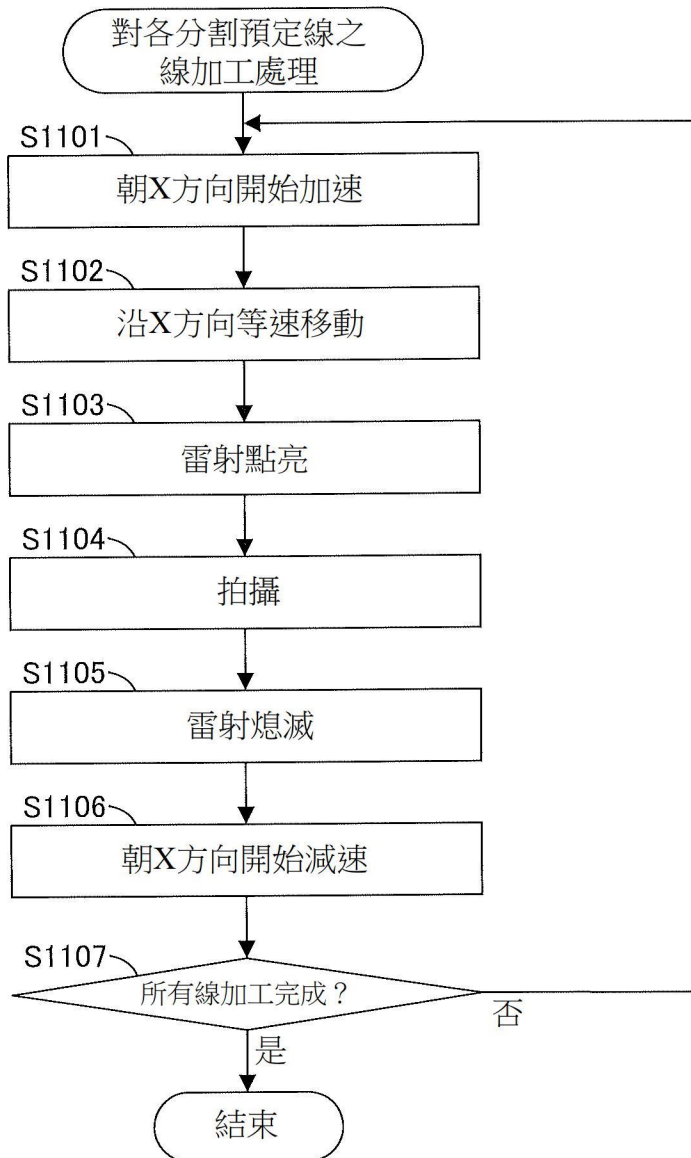 對各分割預定線之
線加工處理
S1101
朝X方向開始加速
S1102
沿X方向等速移動
S1103
雷射點亮
S1104
拍攝
S1105
雷射熄滅
S1106
朝X方向開始減速
S1107
所有線加工完成？
否
是
結束